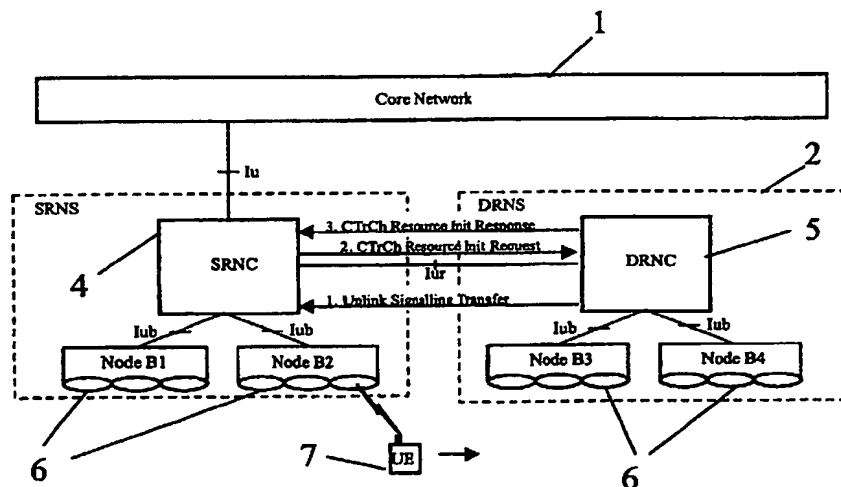 1
Core Network
Iu
2
SRNS
DRNS
3. CTrCh Resource Init Response
2. CTrCh Resource Init Request
4
SRNC
Iur
DRNC
5
1. Uplink Signalling Transfer
Iub
Iub
Iub
Iub
Node B1
Node B2
Node B3
Node B4
6
7
UE
6